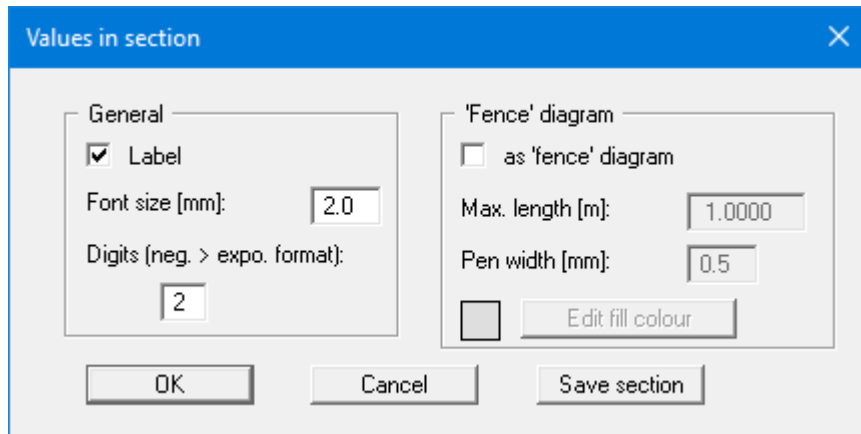 Values in section
General
Label
Font size [mm]: 2.0
Digits (neg. > expo. format):
2
'Fence' diagram
as 'fence' diagram
Max. length [m]: 1.0000
Pen width [mm]: 0.5
Edit fill colour
OK Cancel Save section